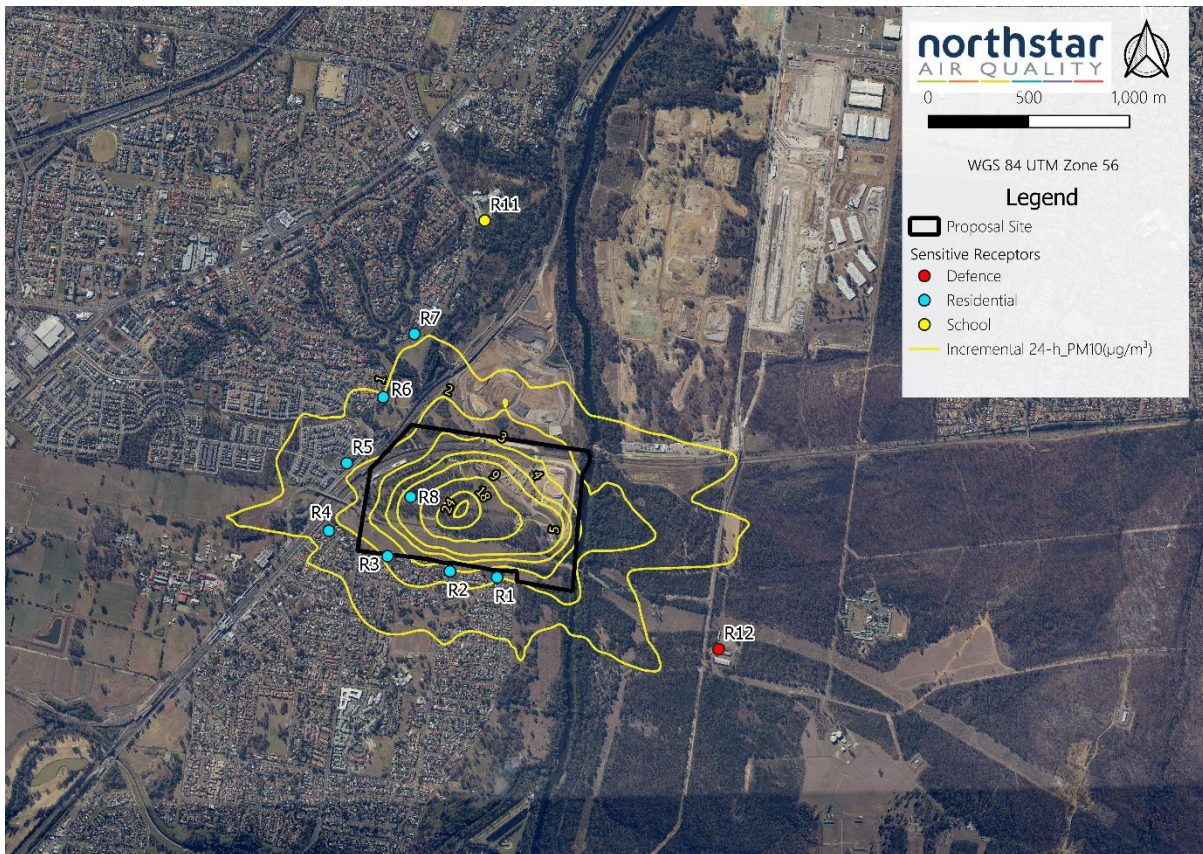 northstar
AIR QUALITY
0 500 1,000 m
WGS 84 UTM Zone 56
Legend
Proposal Site
Sensitive Receptors
Defence
Residential
School
Incremental 24-h_PM10(µg/m³)
R11
R7
1
R6
2
R5
3
4
9
R8
18
24
R4
5
R3
R2
R1
R12